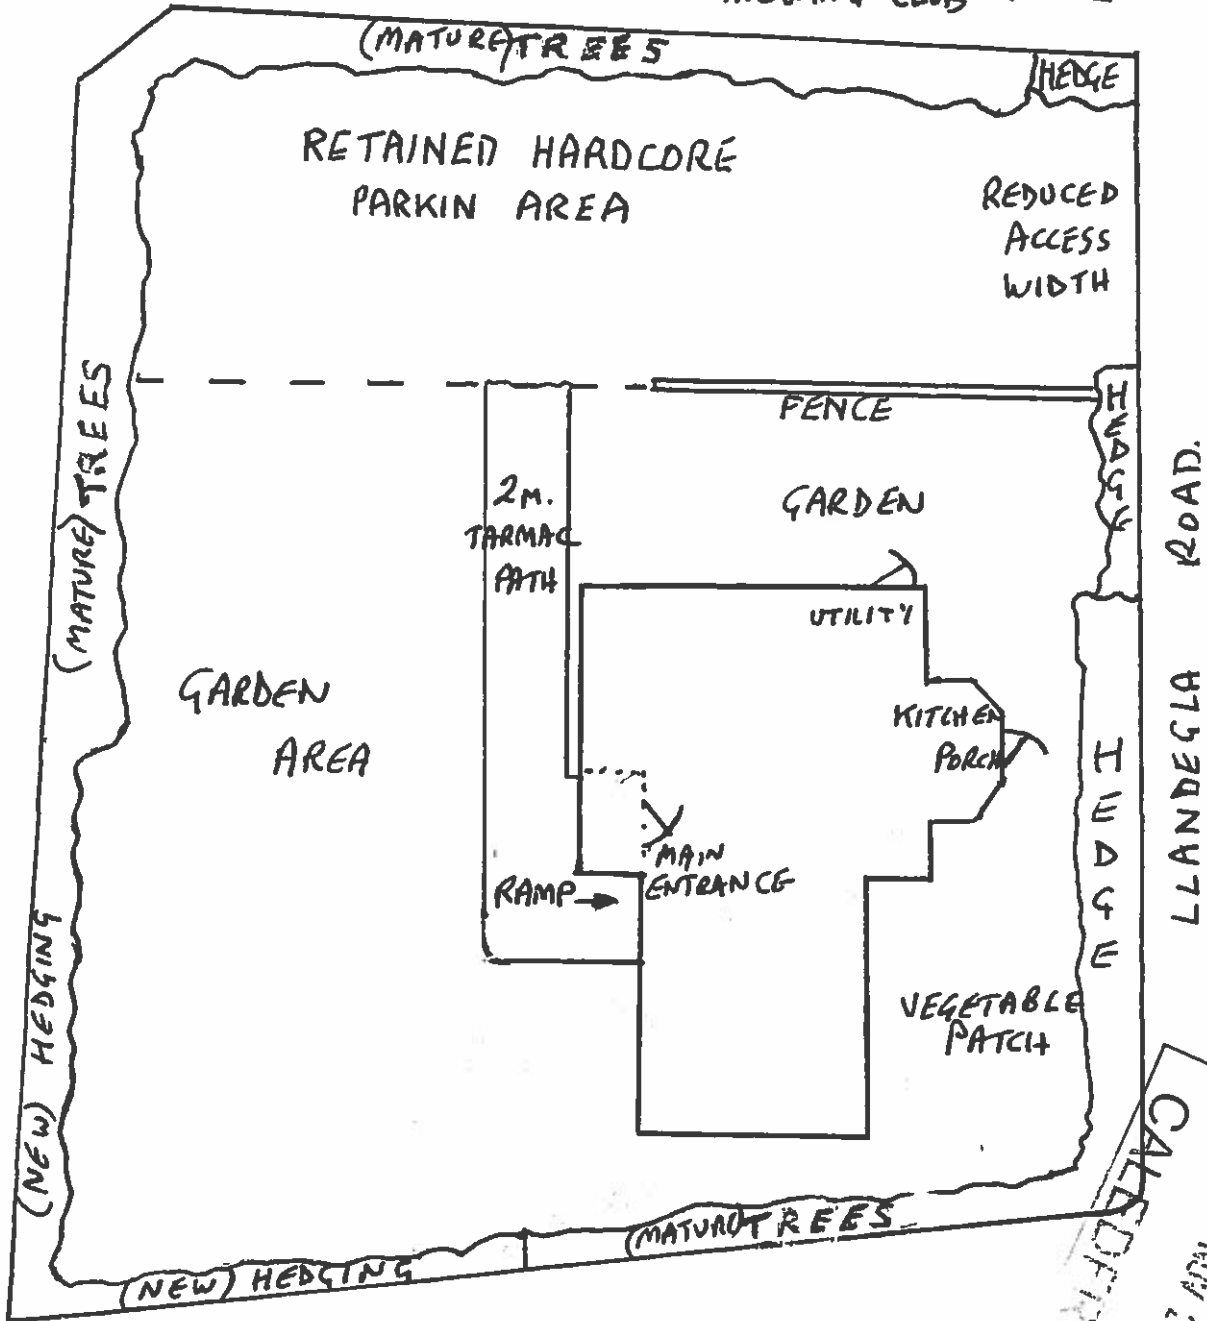 CLUB
(MATURE) TREES
HEDGE
RETAINED HARDCORE
PARKIN AREA
REDUCED
ACCESS
WIDTH
(MATURE) TREES
FENCE
HEDGE
2M.
TARMAC
PATH
GARDEN
UTILITY
LLANDEGLA ROAD.
GARDEN
AREA
KITCHEN
PORCH
HEDGE
MAIN
ENTRANCE
RAMP
(NEW) HEDGING
VEGETABLE
PATCH
(MATURE) TREES
(NEW) HEDGING